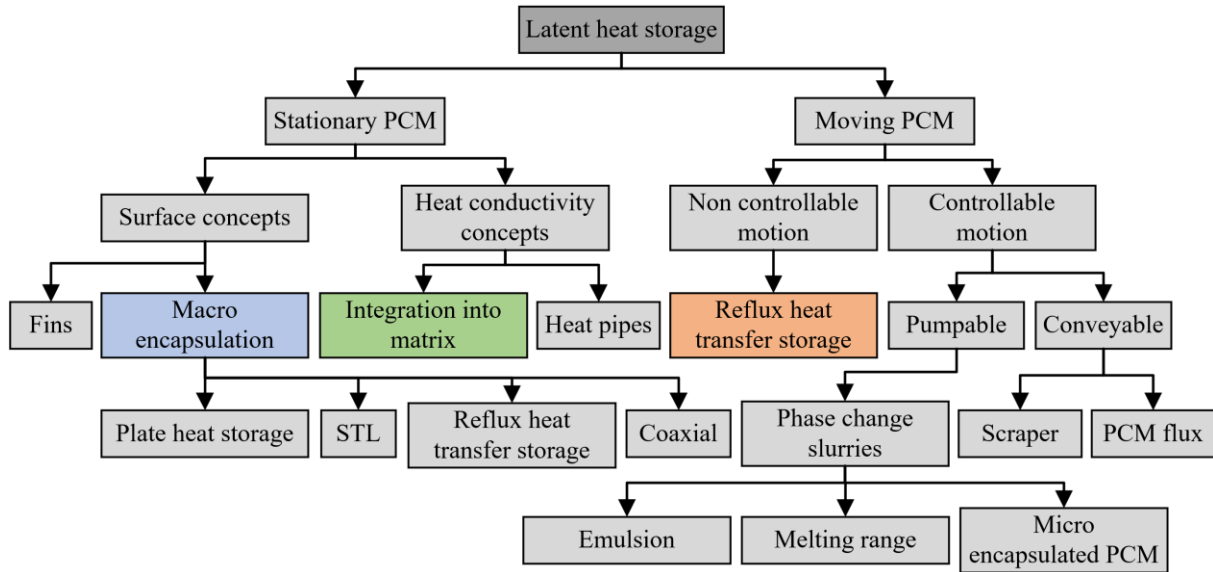 Latent heat storage
Stationary PCM
Moving PCM
Surface concepts
Heat conductivity
concepts
Non controllable
motion
Controllable
motion
Fins
Macro
encapsulation
Integration into
matrix
Heat pipes
Reflux heat
transfer storage
Pumpable
Conveyable
Plate heat storage
STL
Reflux heat
transfer storage
Coaxial
Phase change
slurries
Scraper
PCM flux
Emulsion
Melting range
Micro
encapsulated PCM